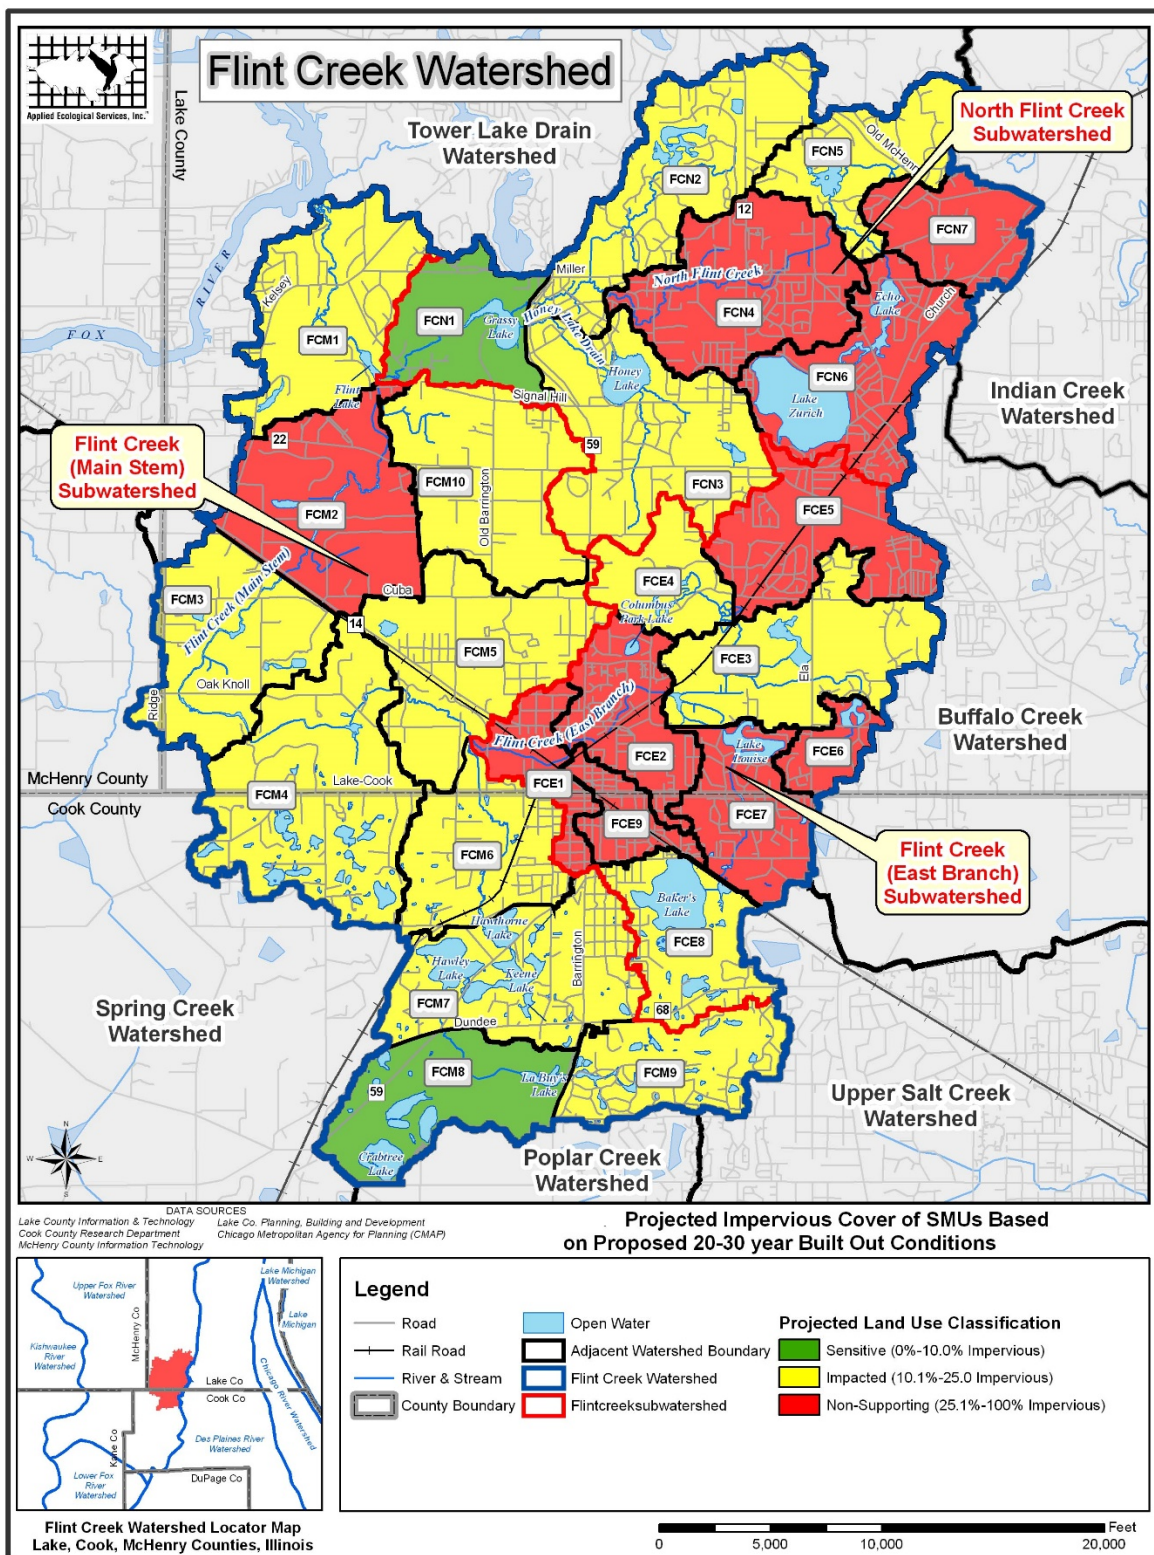 Applied Ecological Services, Inc.™
Flint Creek Watershed
Lake County
Tower Lake Drain
Watershed
North Flint Creek
Subwatershed
FCN5
Old McHenry
FCN2
12
FCN7
Miller
North Flint Creek
Kelsey
RIVER
FOX
FCN1
Grassy
Lake
Honey Lake Drain
FCN4
Echo
Lake
Church
FCM1
Honey
Lake
FCN6
Lake
Zurich
Indian Creek
Watershed
Flint
Lake
Signal Hill
Flint Creek
(Main Stem)
Subwatershed
22
59
FCM10
FCN3
FCM2
Old Barrington
FCE5
Flint Creek (Main Stem)
FCM3
Cuba
FCE4
Columbus
Park Lake
14
FCM5
FCE3
Ela
Oak Knoll
Ridge
Flint Creek (East Branch)
Buffalo Creek
Watershed
Lake
Louise
FCE6
FCE2
McHenry County
Cook County
Lake-Cook
FCE1
FCM4
FCE7
FCE9
FCM6
Flint Creek
(East Branch)
Subwatershed
Baker's
Lake
Hawthorne
Lake
FCE8
Hawley
Lake
Keene
Lake
Barrington
Spring Creek
Watershed
FCM7
Dundee
68
FCM8
La Buy's
Lake
FCM9
59
Upper Salt Creek
Watershed
Crabtree
Lake
Poplar Creek
Watershed
N
W E
S
DATA SOURCES
Lake County Information & Technology Lake Co. Planning, Building and Development
Cook County Research Department Chicago Metropolitan Agency for Planning (CMAP)
McHenry County Information Technology
Projected Impervious Cover of SMUs Based
on Proposed 20-30 year Built Out Conditions
Upper Fox River
Watershed
McHenry Co
Lake Michigan
Watershed
Lake
Michigan
Kishwaukee
River
Watershed
Lake Co
Cook Co
Chicago River Watershed
Des Plaines River
Watershed
Kane Co
Lower Fox
River
Watershed
DuPage Co
Flint Creek Watershed Locator Map
Lake, Cook, McHenry Counties, Illinois
Legend
Road
Rail Road
River & Stream
County Boundary
Open Water
Adjacent Watershed Boundary
Flint Creek Watershed
Flintcreeksubwatershed
Projected Land Use Classification
Sensitive (0%-10.0% Impervious)
Impacted (10.1%-25.0 Impervious)
Non-Supporting (25.1%-100% Impervious)
Feet
0 5,000 10,000 20,000